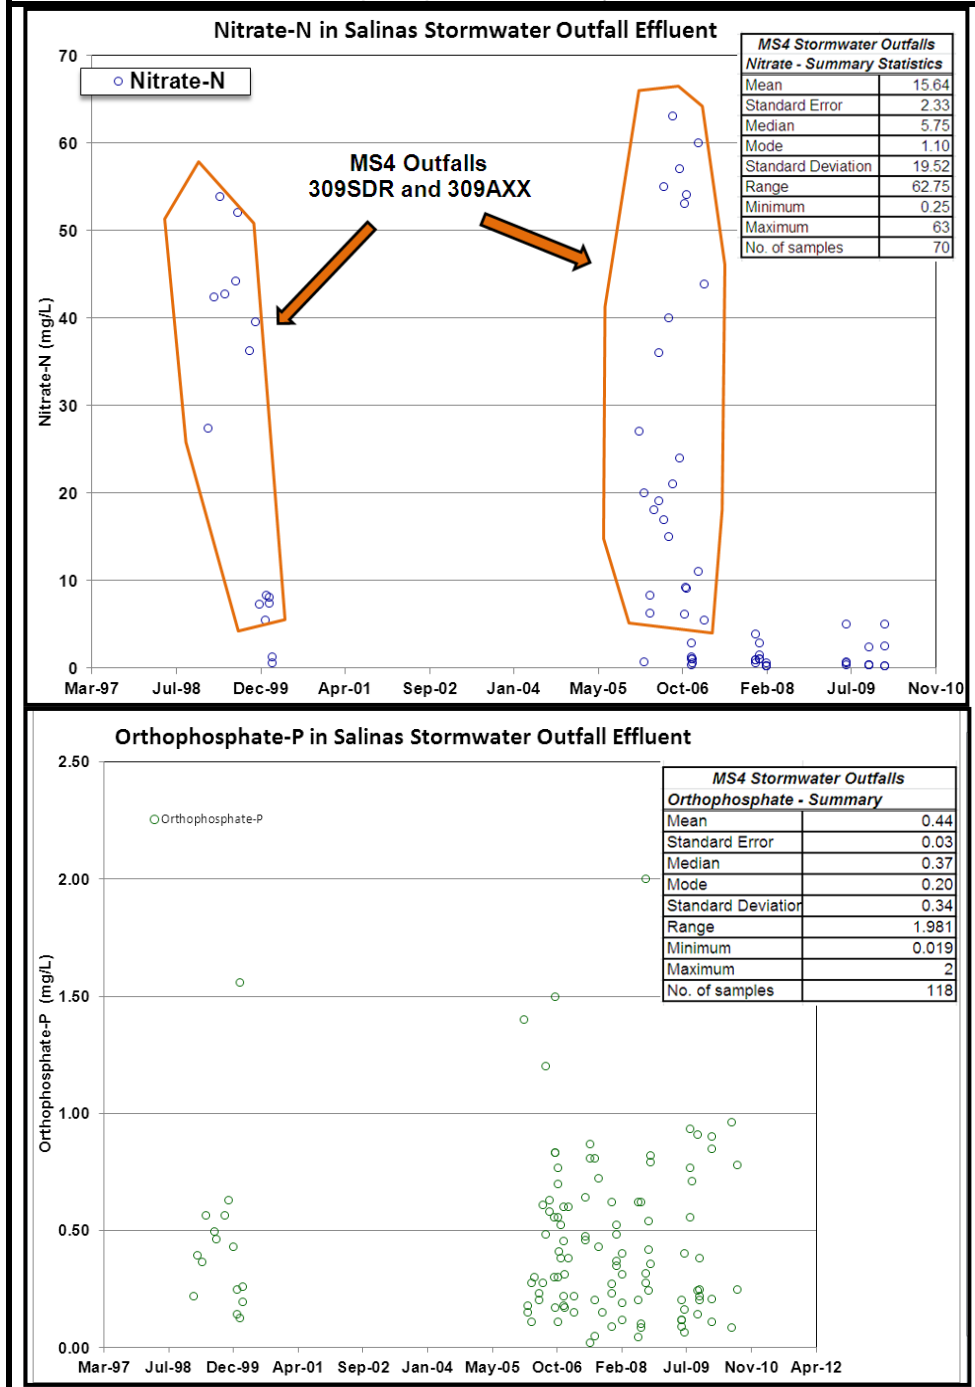 Nitrate-N in Salinas Stormwater Outfall Effluent
Nitrate-N
MS4 Outfalls
309SDR and 309AXX
MS4 Stormwater Outfalls
Nitrate - Summary Statistics
Mean 15.64
Standard Error 2.33
Median 5.75
Mode 1.10
Standard Deviation 19.52
Range 62.75
Minimum 0.25
Maximum 63
No. of samples 70
Nitrate-N (mg/L)
70
60
50
40
30
20
10
0
Mar-97 Jul-98 Dec-99 Apr-01 Sep-02 Jan-04 May-05 Oct-06 Feb-08 Jul-09 Nov-10
Orthophosphate-P in Salinas Stormwater Outfall Effluent
Orthophosphate-P
MS4 Stormwater Outfalls
Orthophosphate - Summary
Mean 0.44
Standard Error 0.03
Median 0.37
Mode 0.20
Standard Deviation 0.34
Range 1.981
Minimum 0.019
Maximum 2
No. of samples 118
Orthophosphate-P (mg/L)
2.50
2.00
1.50
1.00
0.50
0.00
Mar-97 Jul-98 Dec-99 Apr-01 Sep-02 Jan-04 May-05 Oct-06 Feb-08 Jul-09 Nov-10 Apr-12